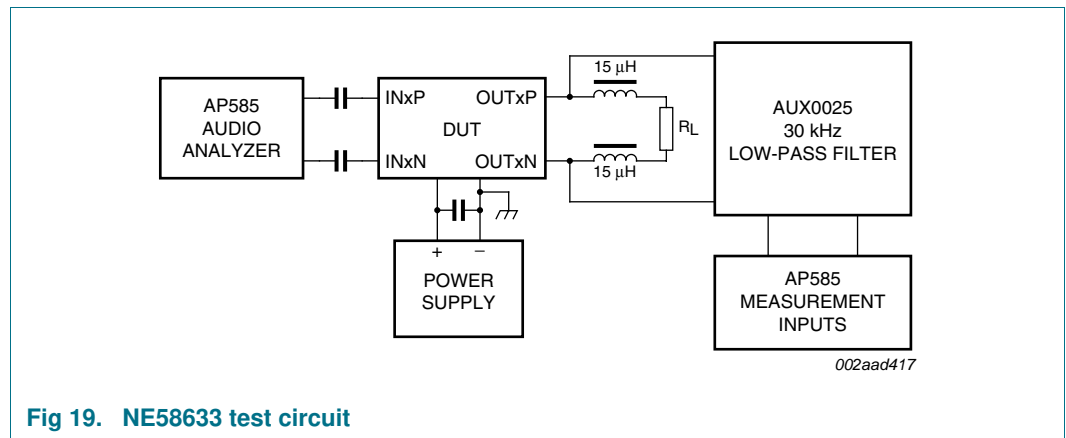 AP585
AUDIO
ANALYZER
INxP
INxN
DUT
OUTxP
OUTxN
15 μH
RL
15 μH
AUX0025
30 kHz
LOW-PASS FILTER
+
−
POWER
SUPPLY
AP585
MEASUREMENT
INPUTS
002aad417
Fig 19. NE58633 test circuit